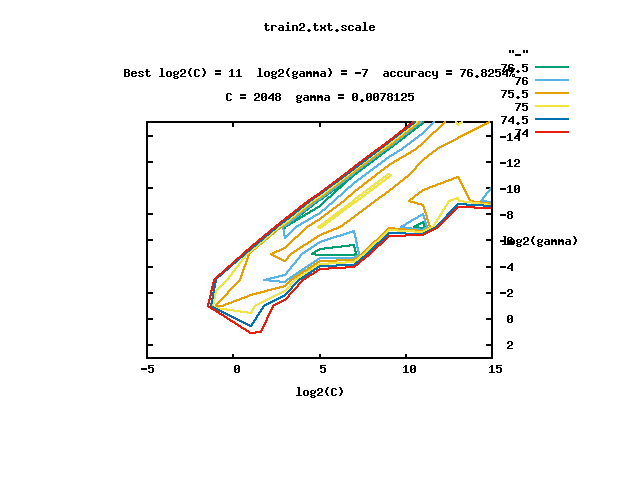 train2.txt.scale
"-"
Best log2(C) = 11  log2(gamma) = -7  accuracy = 76.8254%
76.5
76
C = 2048  gamma = 0.0078125
75.5
75
74.5
74
-14
-12
-10
-8
-6
log2(gamma)
-4
-2
0
2
-5 0 5 10 15
log2(C)